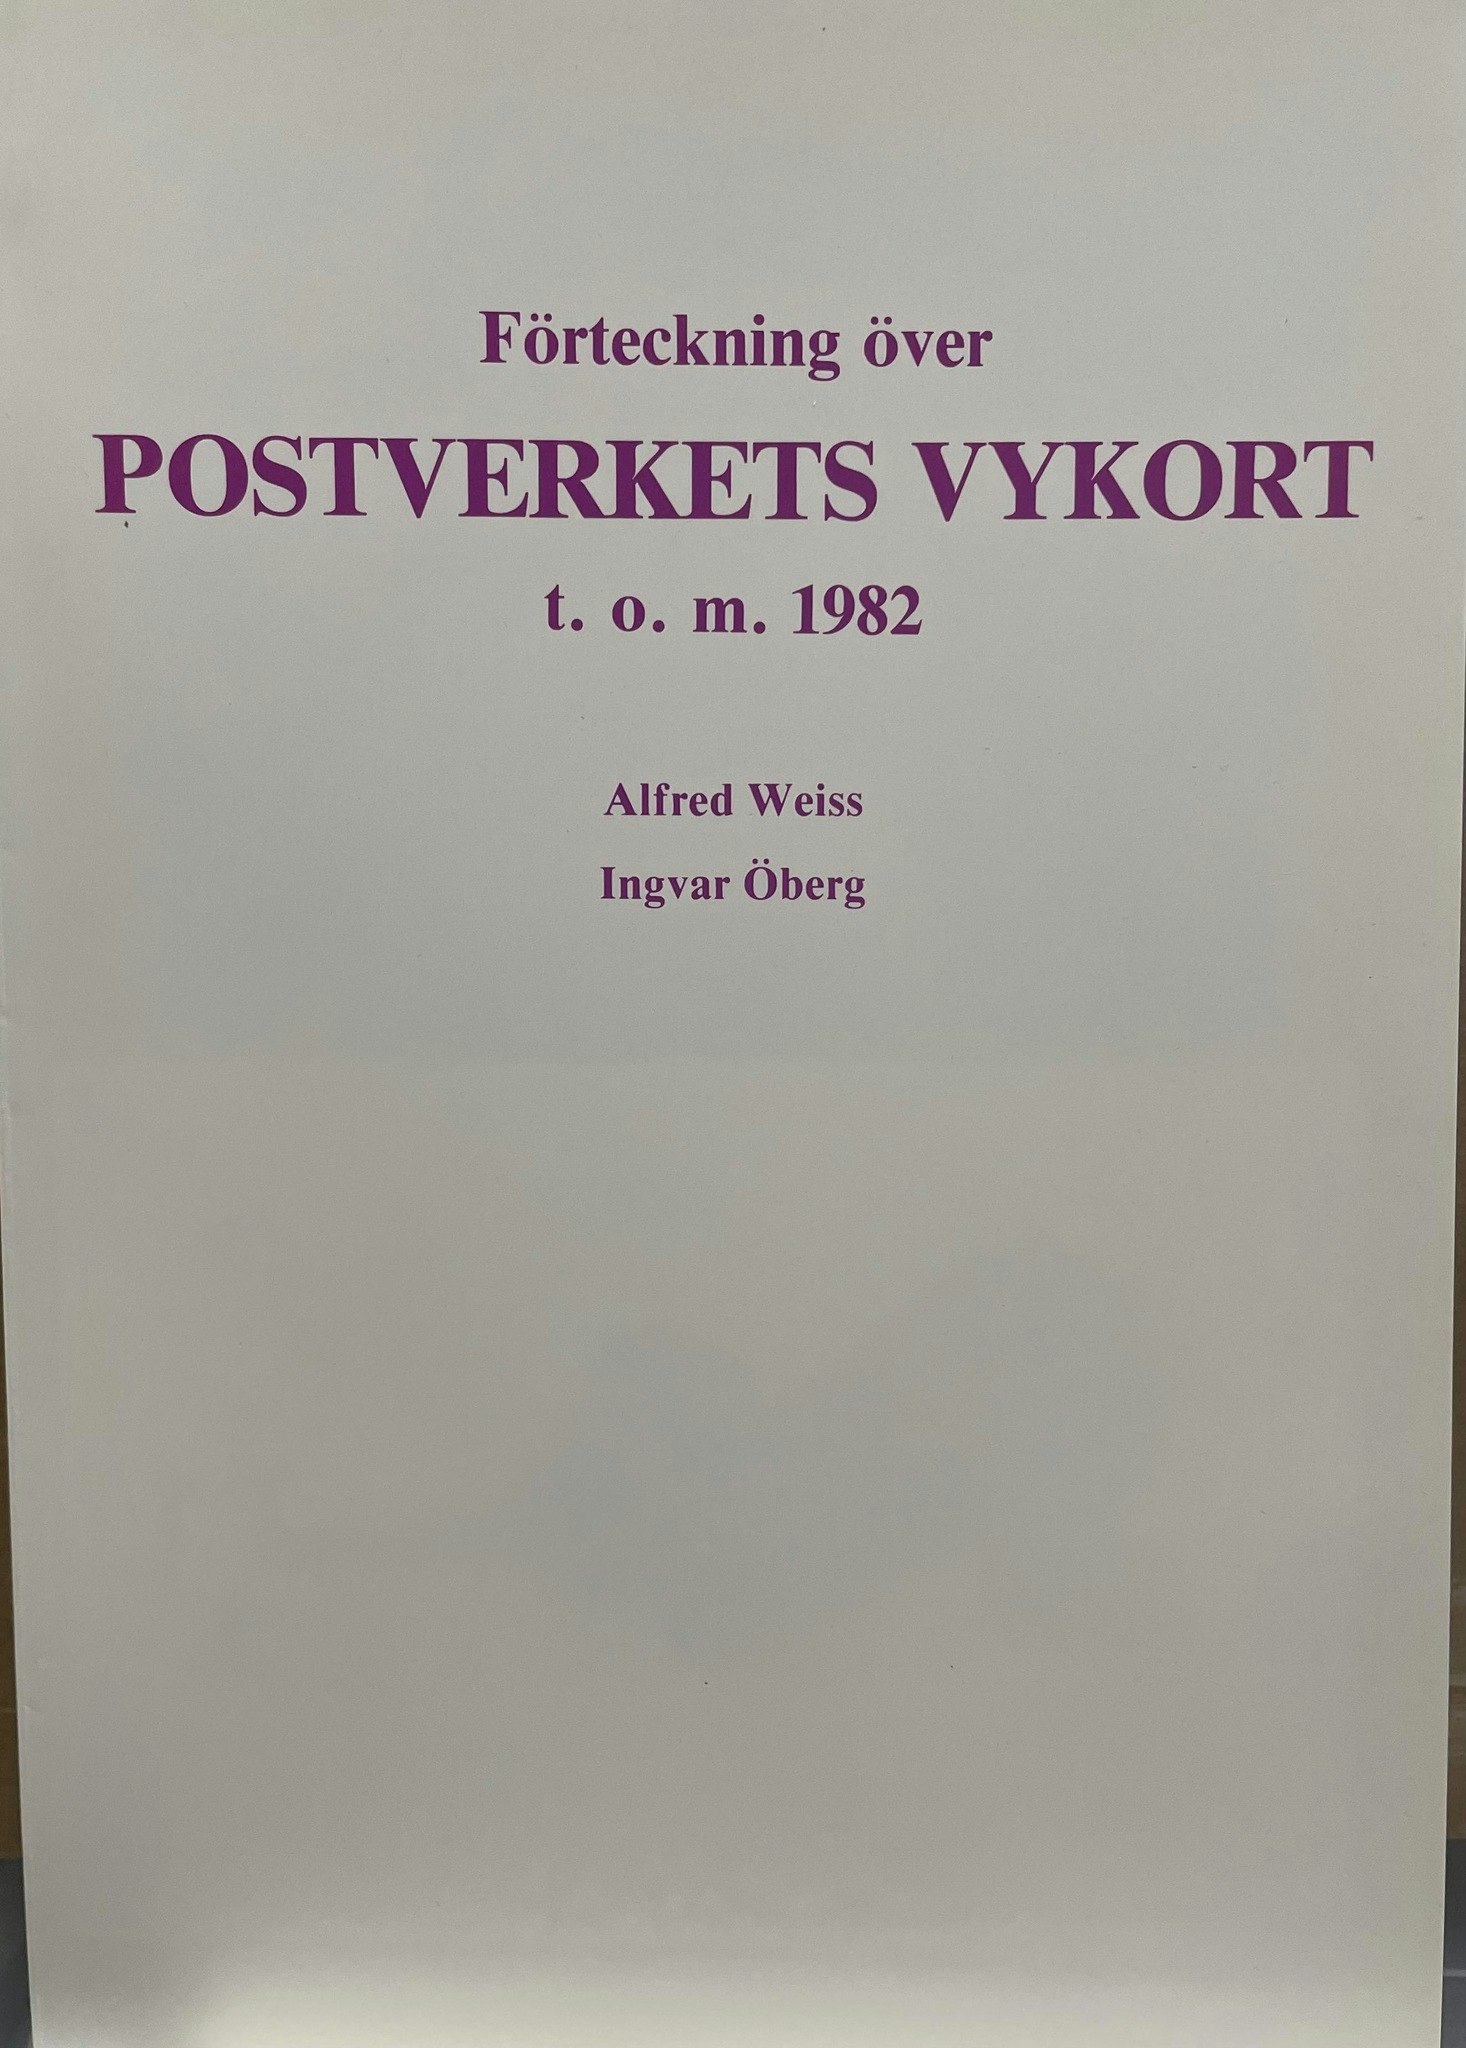 Förteckning över
POSTVERKETS VYKORT
t. o. m. 1982
Alfred Weiss
Ingvar Öberg